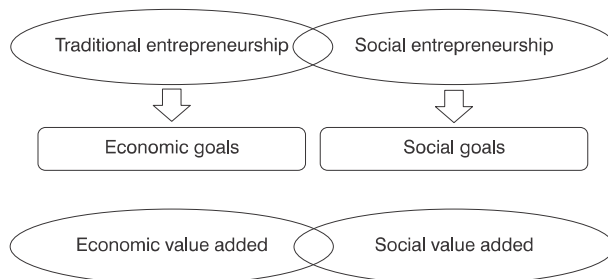 Traditional entrepreneurship
Social entrepreneurship
Economic goals
Social goals
Economic value added
Social value added